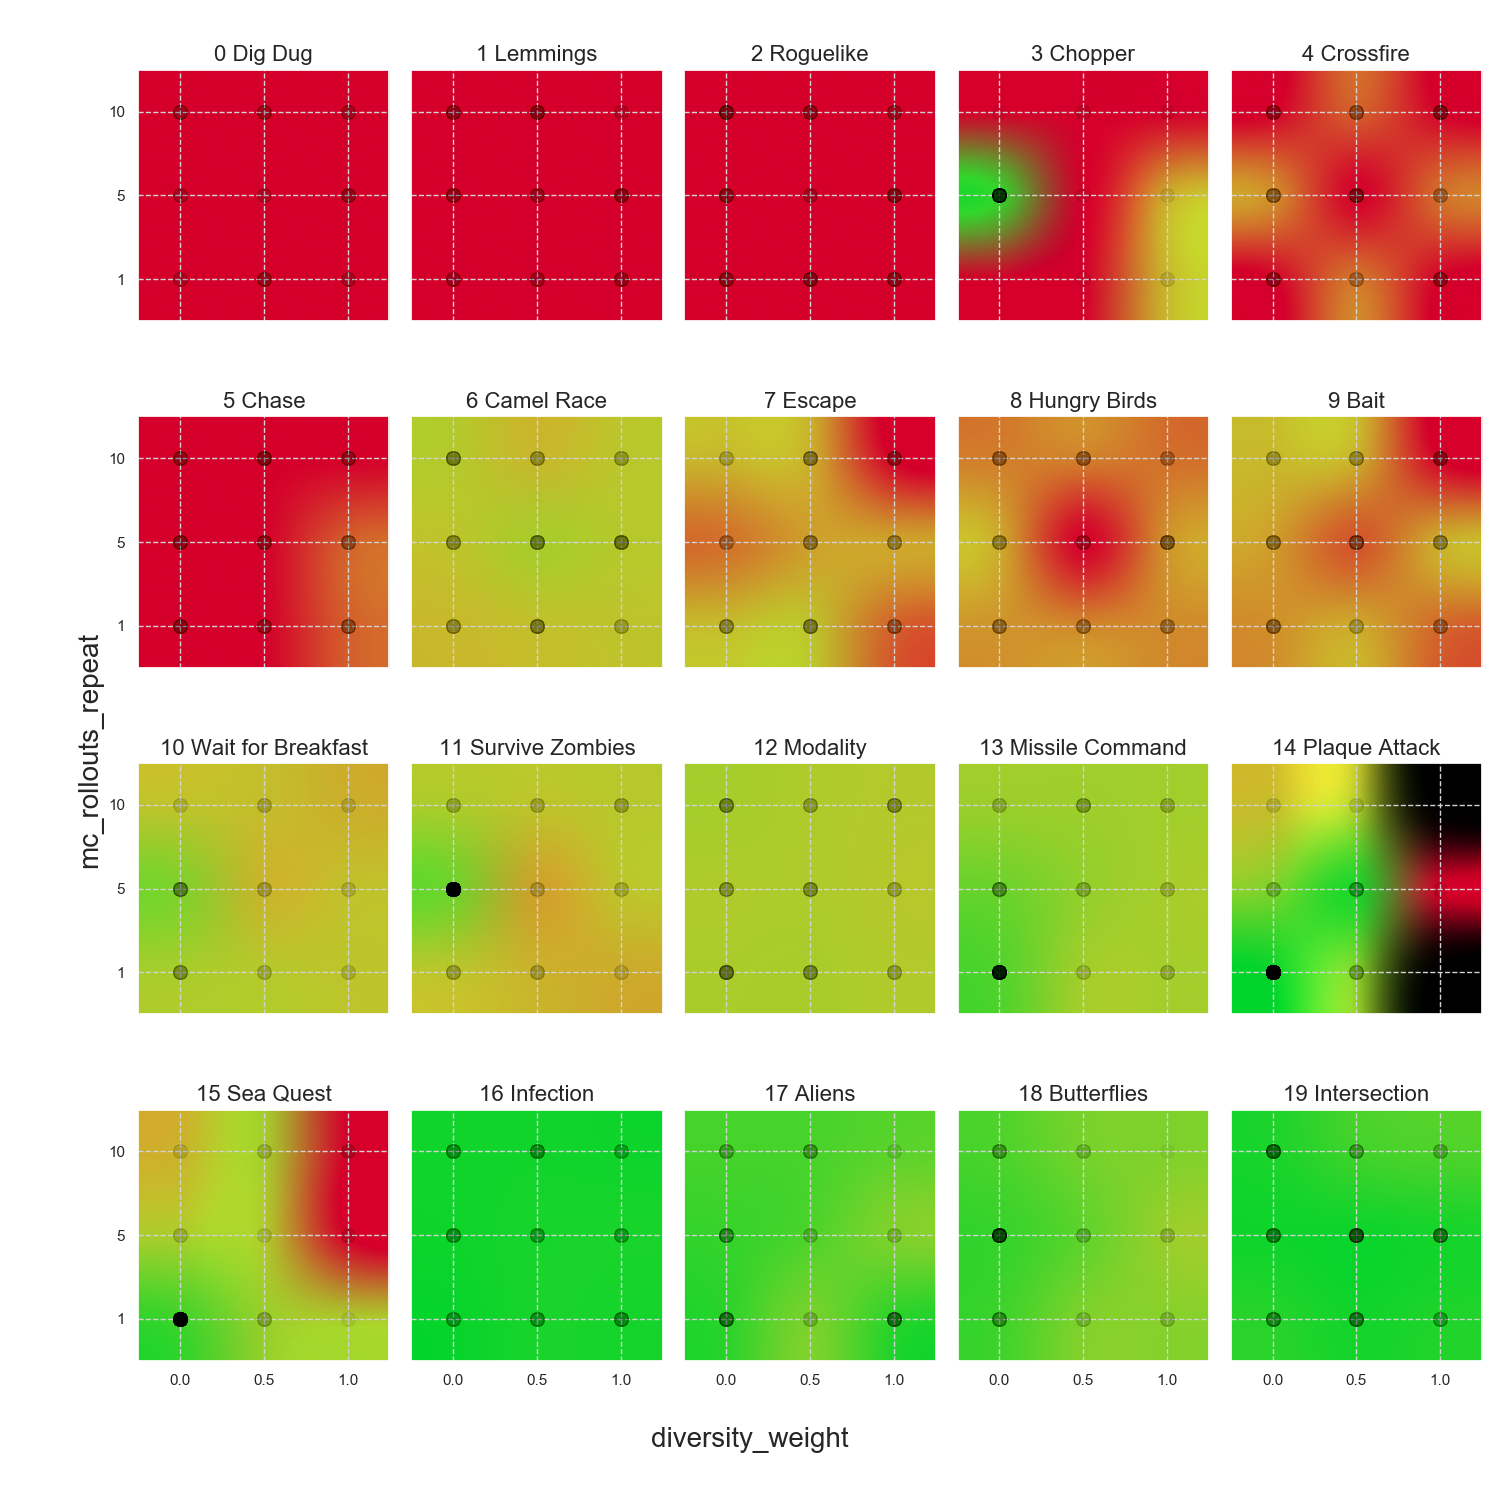 0 Dig Dug
1 Lemmings
2 Roguelike
3 Chopper
4 Crossfire
10
5
1
5 Chase
6 Camel Race
7 Escape
8 Hungry Birds
9 Bait
10
5
1
mc_rollouts_repeat
10 Wait for Breakfast
11 Survive Zombies
12 Modality
13 Missile Command
14 Plaque Attack
10
5
1
15 Sea Quest
16 Infection
17 Aliens
18 Butterflies
19 Intersection
10
5
1
0.0 0.5 1.0
0.0 0.5 1.0
0.0 0.5 1.0
0.0 0.5 1.0
0.0 0.5 1.0
diversity_weight